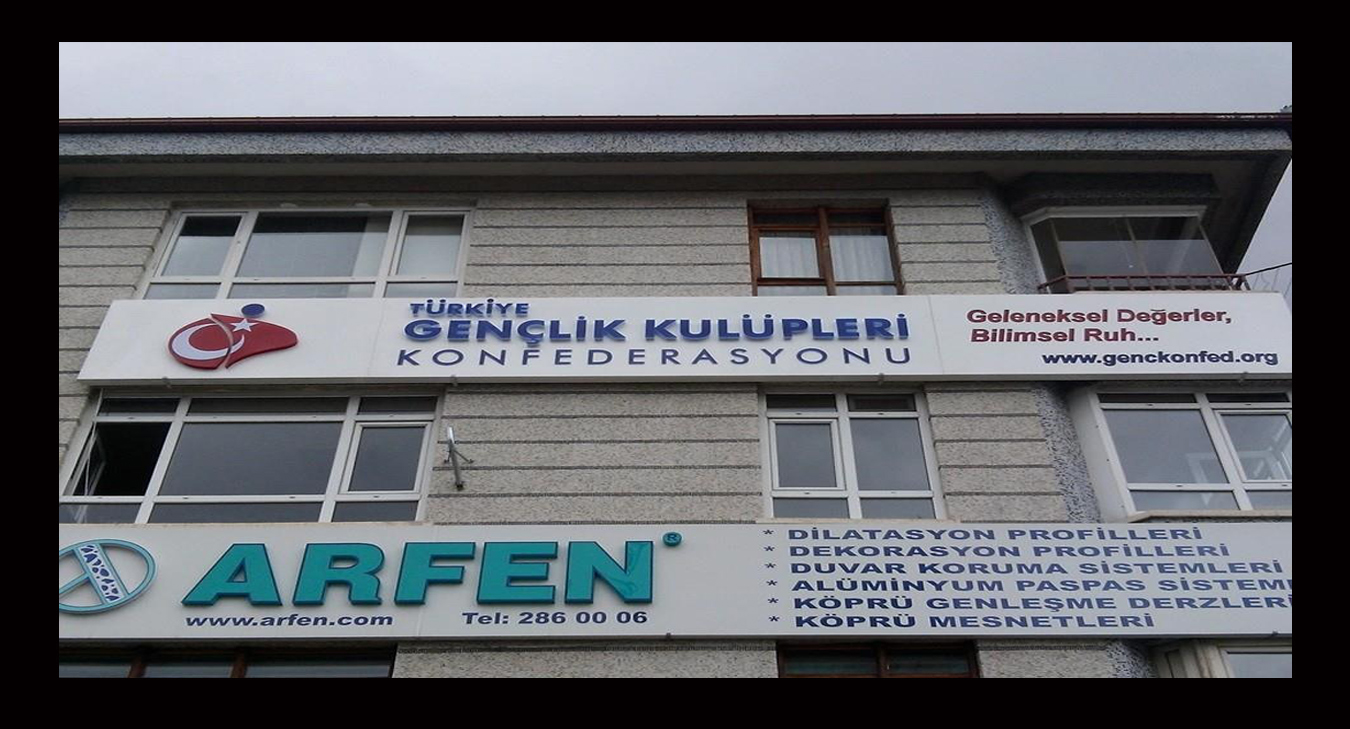 TÜRKİYE
GENÇLİK KULÜPLERİ
KONFEDERASYONU
Geleneksel Değerler,
Bilimsel Ruh...
www.genckonfed.org
ARFEN®
www.arfen.com Tel: 286 00 06
* DİLATASYON PROFİLLERİ
* DEKORASYON PROFİLLERİ
* DUVAR KORUMA SİSTEMLERİ
* ALÜMİNYUM PASPAS SİSTEM
* KÖPRÜ GENLEŞME DERZLERİ
* KÖPRÜ MESNETLERİ